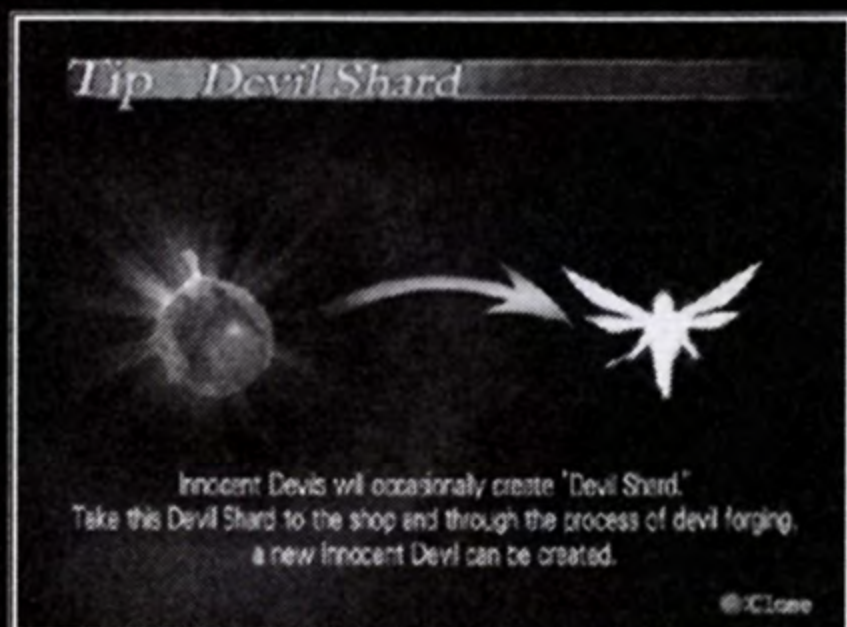 Tip Devil Shard
Innocent Devils will occasionally create "Devil Shard."
Take this Devil Shard to the shop and through the process of devil forging,
a new Innocent Devil can be created.
:Close